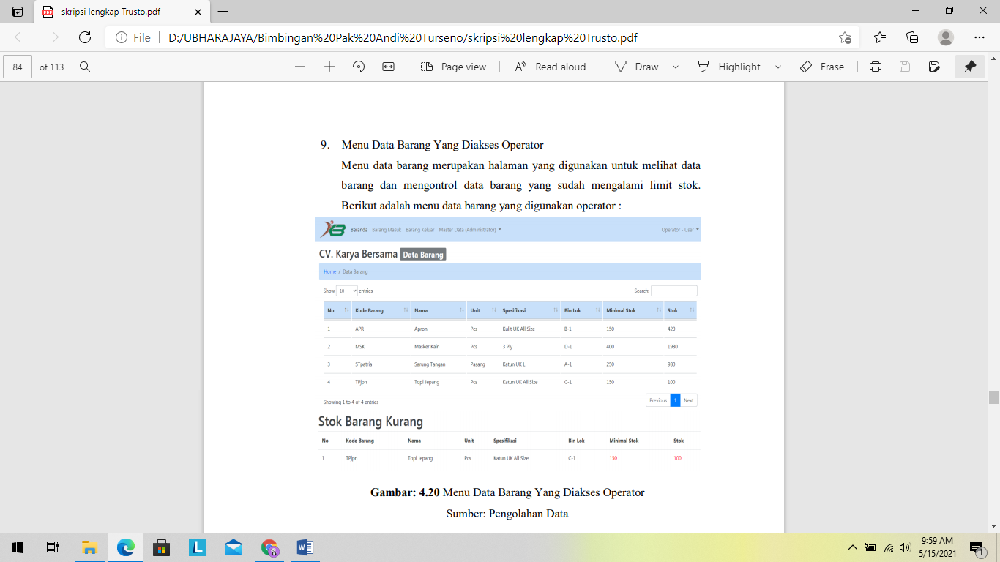 skripsi lengkap Trusto.pdf
File D:/UBHARAJAYA/Bimbingan%20Pak%20Andi%20Turseno/skripsi%20lengkap%20Trusto.pdf
84 of 113 Page view Read aloud Draw Highlight Erase
9. Menu Data Barang Yang Diakses Operator
Menu data barang merupakan halaman yang digunakan untuk melihat data
barang dan mengontrol data barang yang sudah mengalami limit stok.
Berikut adalah menu data barang yang digunakan operator :
KB Beranda Barang Masuk Barang Keluar Master Data (Administrator) Operator - User
CV. Karya Bersama Data Barang
Home / Data Barang
Show 10 entries Search:
No Kode Barang Nama Unit Spesifikasi Bin Lok Minimal Stok Stok
1 APR Apron Pcs Kulit UK All Size B-1 150 420
2 MSK Masker Kain Pcs 3 Ply D-1 400 1980
3 STpatria Sarung Tangan Pasang Katun UK L A-1 250 980
4 TPjpn Topi Jepang Pcs Katun UK All Size C-1 150 100
Showing 1 to 4 of 4 entries Previous 1 Next
Stok Barang Kurang
No Kode Barang Nama Unit Spesifikasi Bin Lok Minimal Stok Stok
1 TPjpn Topi Jepang Pcs Katun UK All Size C-1 150 100
Gambar: 4.20 Menu Data Barang Yang Diakses Operator
Sumber: Pengolahan Data
9:59 AM
5/15/2021
1